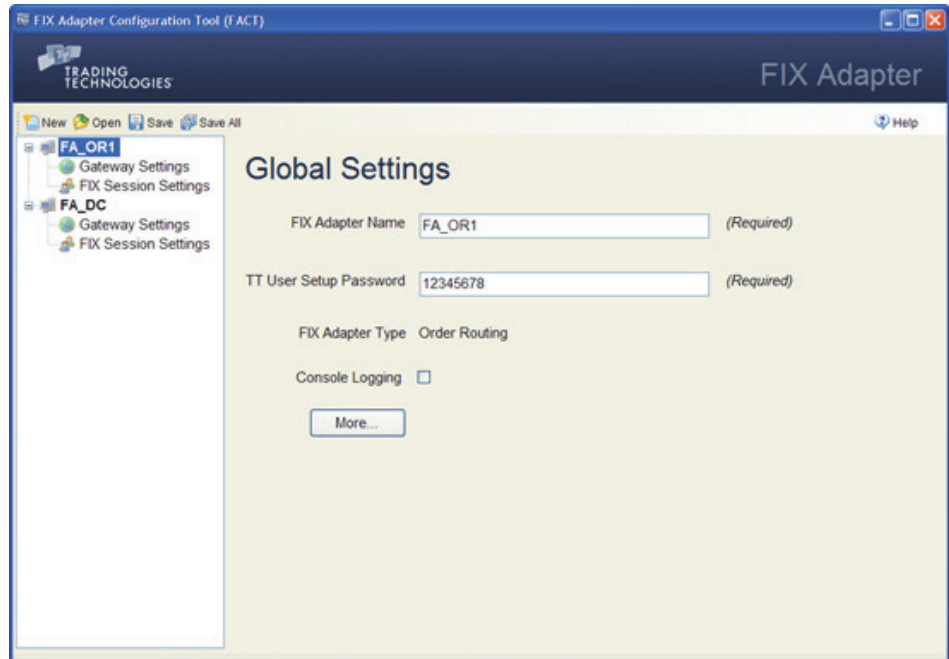 FIX Adapter Configuration Tool (FACT)
TRADING
TECHNOLOGIES
FIX Adapter
New Open Save Save All Help
FA_OR1
Gateway Settings
FIX Session Settings
FA_DC
Gateway Settings
FIX Session Settings
Global Settings
FIX Adapter Name FA_OR1 (Required)
TT User Setup Password 12345678 (Required)
FIX Adapter Type Order Routing
Console Logging
More...